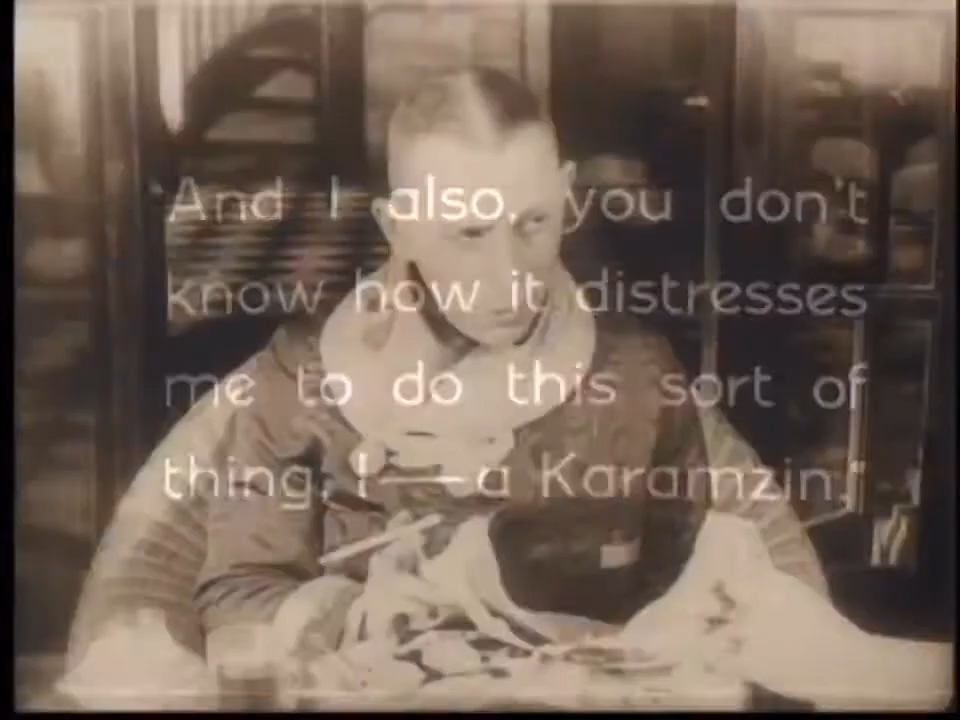 And I also, you don't
know how it distresses
me to do this sort of
thing, I — a Karamzin."